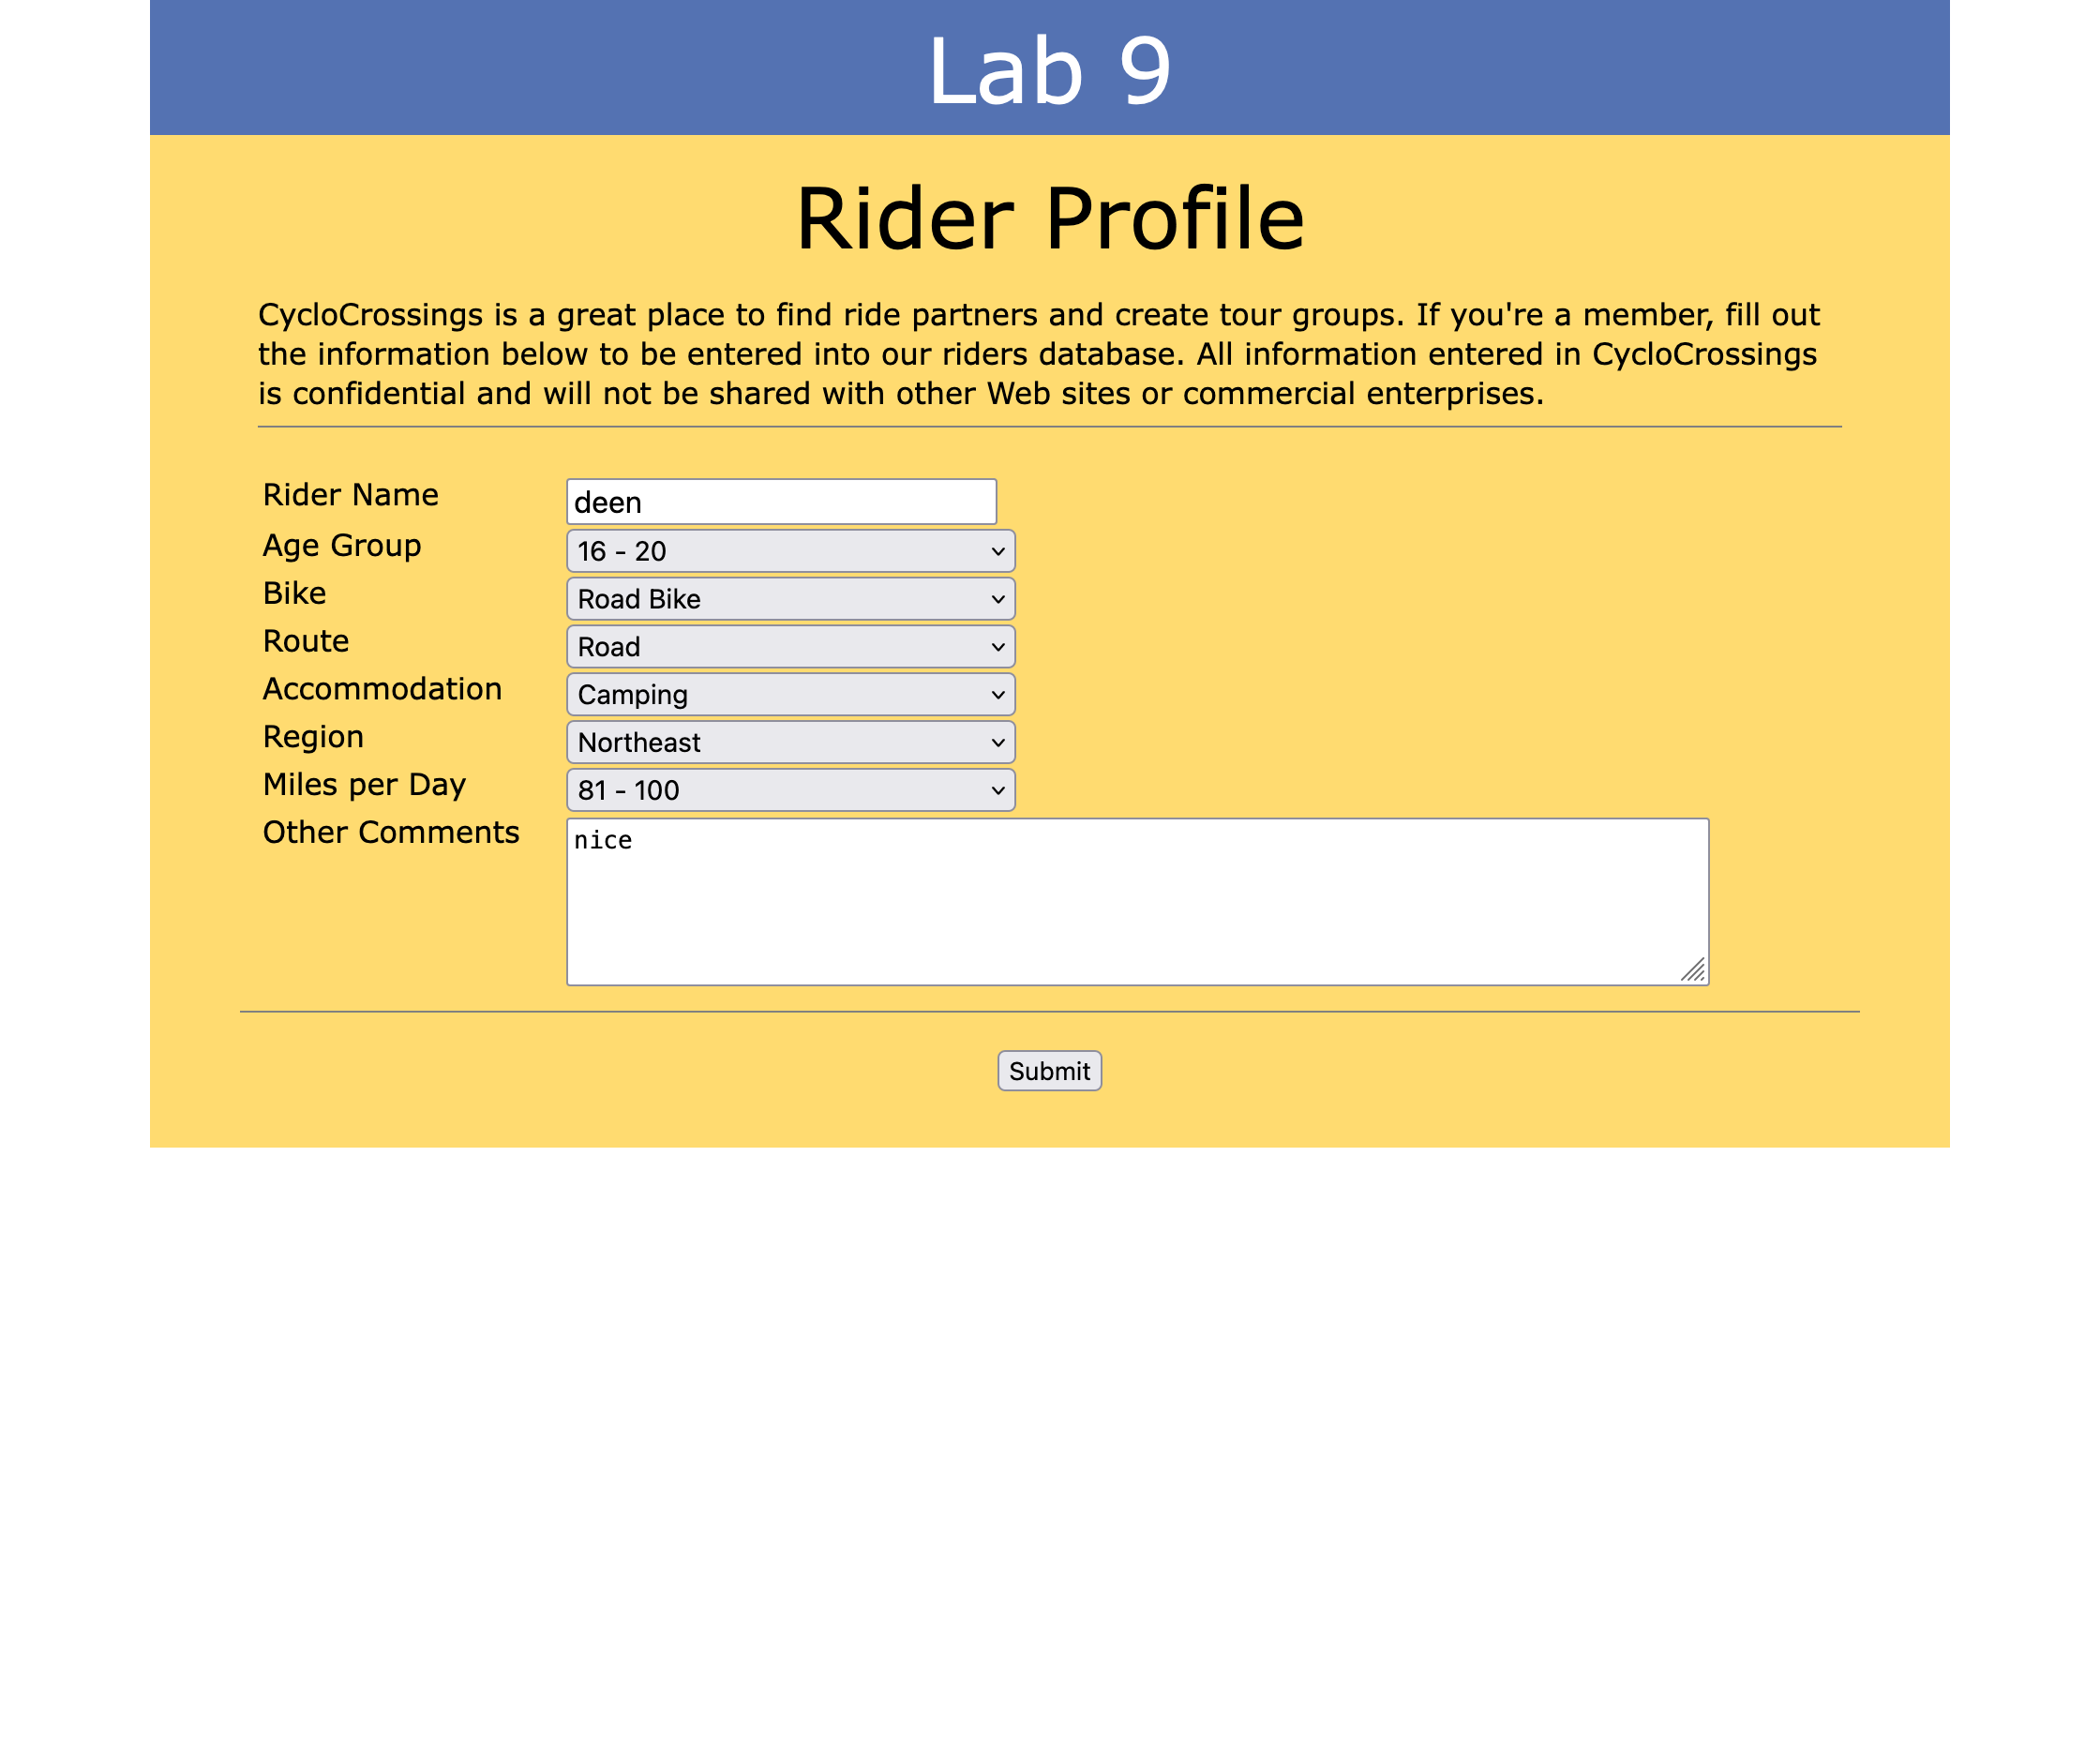 Lab 9
Rider Profile
CycloCrossings is a great place to find ride partners and create tour groups. If you're a member, fill out
the information below to be entered into our riders database. All information entered in CycloCrossings
is confidential and will not be shared with other Web sites or commercial enterprises.
Rider Name deen
Age Group 16 - 20
Bike Road Bike
Route Road
Accommodation Camping
Region Northeast
Miles per Day 81 - 100
Other Comments nice
Submit